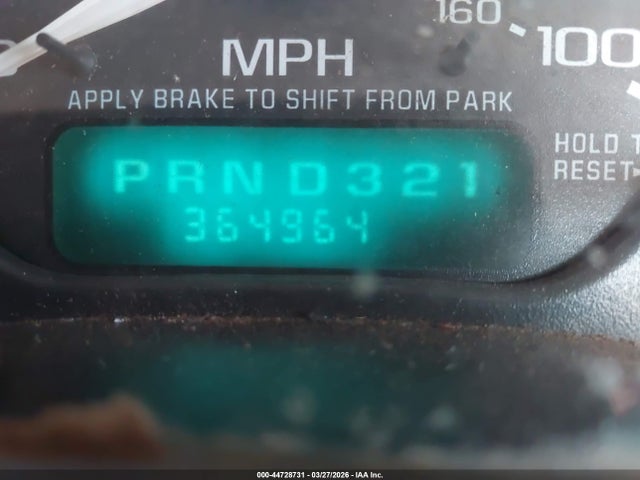 160
100
MPH
APPLY BRAKE TO SHIFT FROM PARK
HOLD T
RESET
PRND321
364964
000-44728731 - 03/27/2026 - IAA Inc.